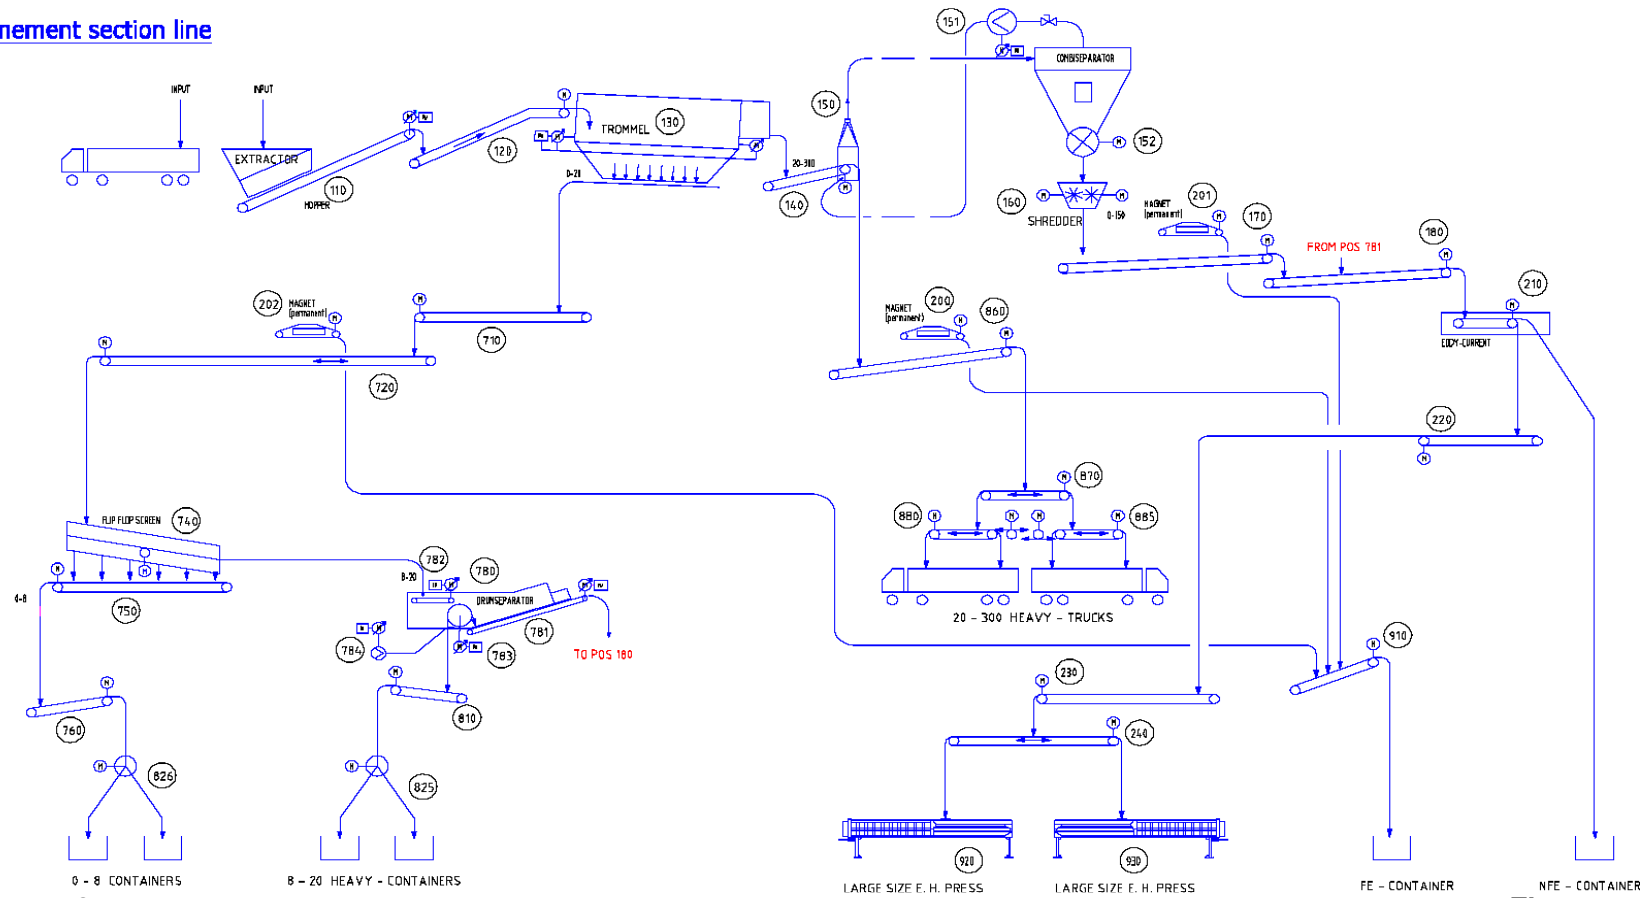 nement section line
151
COMBISEPARATOR
INPUT
INPUT
150
130
TROMMEL
EXTRACTOR
120
152
20-300
0-20
110
HOPPER
140
160
SHREDDER
0-150
MAGNET
(permanent)
201
170
FROM POS 781
180
210
EDDY-CURRENT
202
MAGNET
(permanent)
MAGNET
(permanent)
200
860
710
720
220
870
880
885
FLIP FLOP SCREEN
740
782
780
8-20
DRUMSEPARATOR
0-8
750
781
784
783
TO POS 180
20 - 300 HEAVY - TRUCKS
910
230
760
810
240
826
825
920
930
0 - 8 CONTAINERS
8 - 20 HEAVY - CONTAINERS
LARGE SIZE E. H. PRESS
LARGE SIZE E. H. PRESS
FE - CONTAINER
NFE - CONTAINER